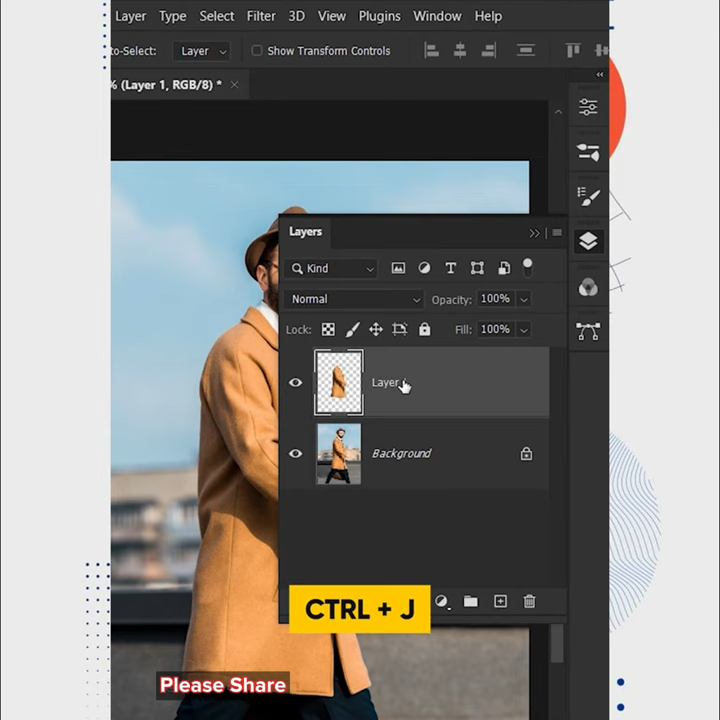 Layer Type Select Filter 3D View Plugins Window Help
to-Select: Layer Show Transform Controls
% (Layer 1, RGB/8) *
Layers
Kind
Normal Opacity: 100%
Lock: Fill: 100%
Layer
Background
CTRL + J
Please Share